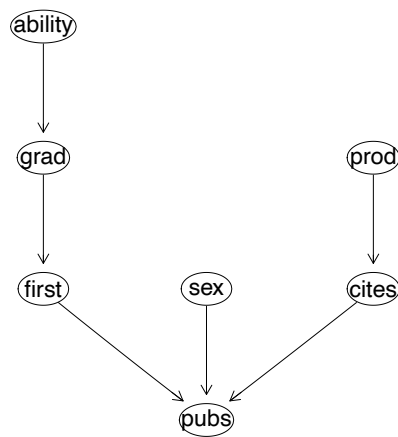 ability
grad
prod
first
sex
cites
pubs